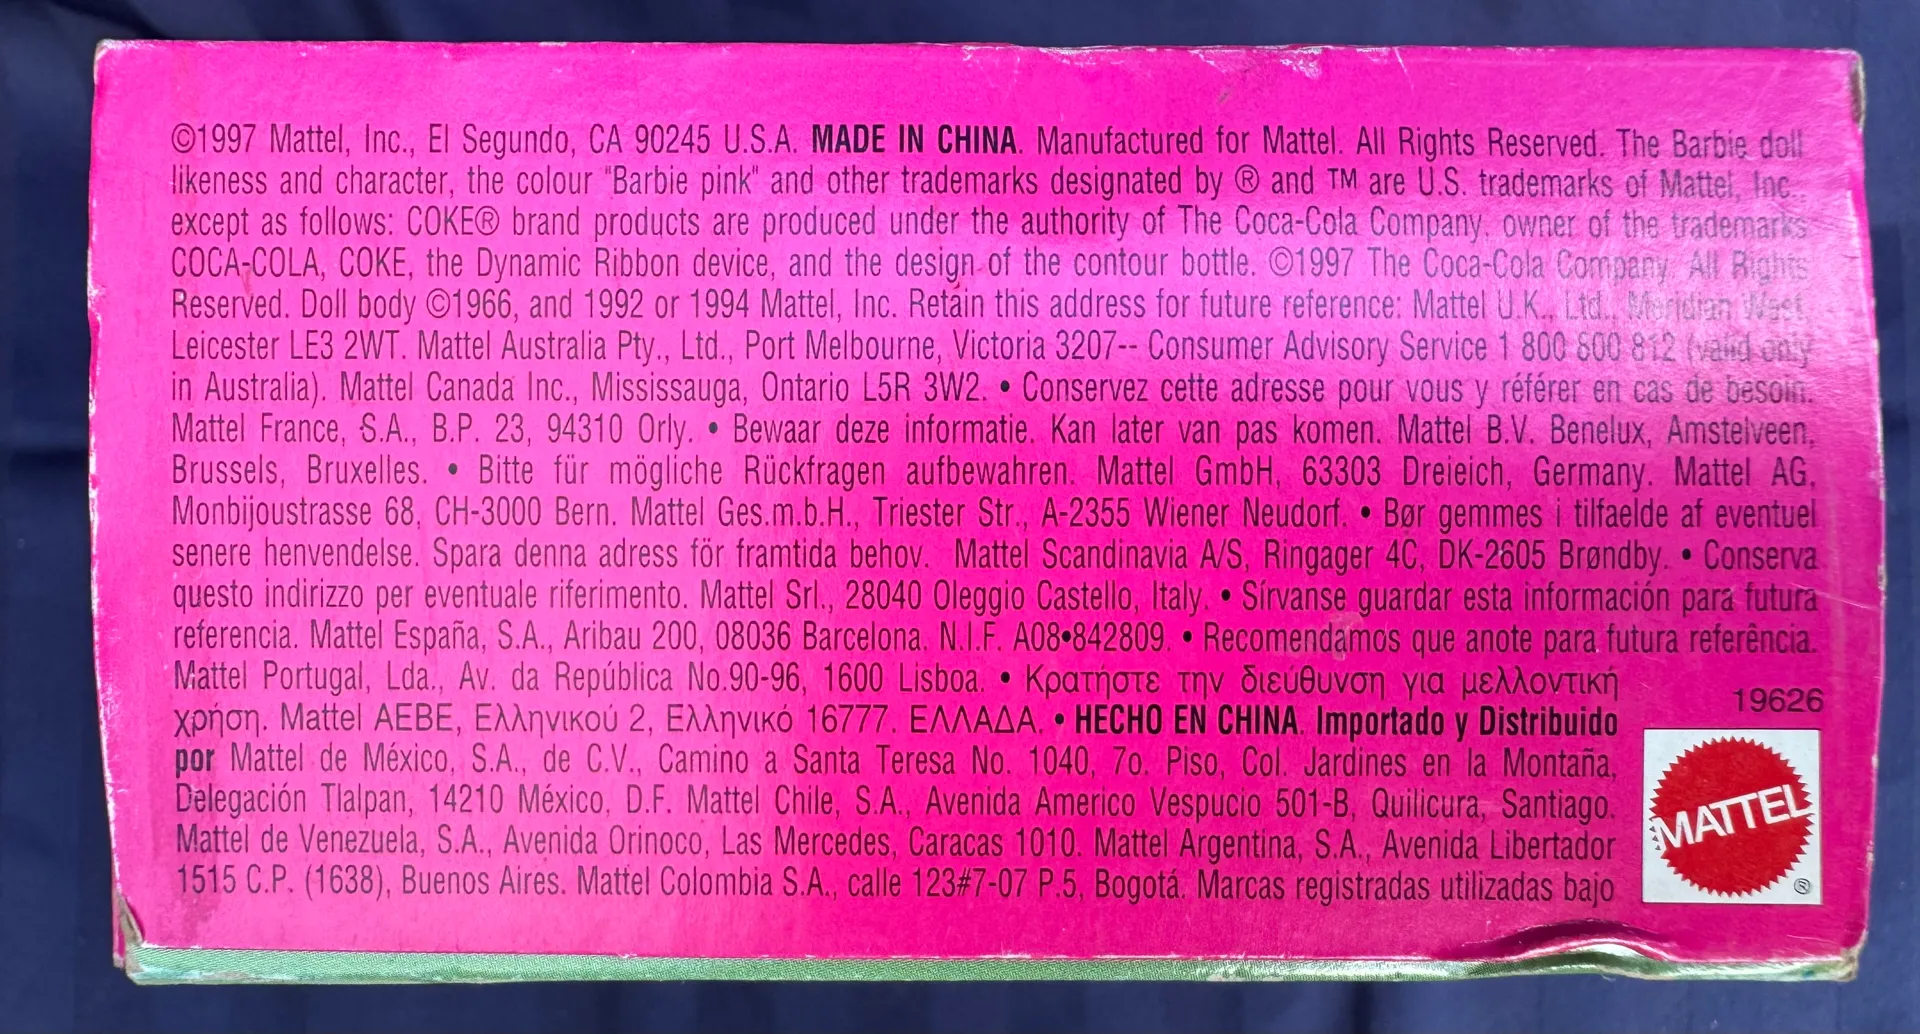 ©1997 Mattel, Inc., El Segundo, CA 90245 U.S.A. MADE IN CHINA. Manufactured for Mattel. All Rights Reserved. The Barbie doll
likeness and character, the colour "Barbie pink" and other trademarks designated by ® and ™ are U.S. trademarks of Mattel, Inc.,
except as follows: COKE® brand products are produced under the authority of The Coca-Cola Company, owner of the trademarks
COCA-COLA, COKE, the Dynamic Ribbon device, and the design of the contour bottle. ©1997 The Coca-Cola Company. All Rights
Reserved. Doll body ©1966, and 1992 or 1994 Mattel, Inc. Retain this address for future reference: Mattel U.K., Ltd., Meridian West,
Leicester LE3 2WT. Mattel Australia Pty., Ltd., Port Melbourne, Victoria 3207-- Consumer Advisory Service 1 800 800 812 (valid only
in Australia). Mattel Canada Inc., Mississauga, Ontario L5R 3W2. • Conservez cette adresse pour vous y référer en cas de besoin.
Mattel France, S.A., B.P. 23, 94310 Orly. • Bewaar deze informatie. Kan later van pas komen. Mattel B.V. Benelux, Amstelveen,
Brussels, Bruxelles. • Bitte für mögliche Rückfragen aufbewahren. Mattel GmbH, 63303 Dreieich, Germany. Mattel AG,
Monbijoustrasse 68, CH-3000 Bern. Mattel Ges.m.b.H., Triester Str., A-2355 Wiener Neudorf. • Bør gemmes i tilfaelde af eventuel
senere henvendelse. Spara denna adress för framtida behov. Mattel Scandinavia A/S, Ringager 4C, DK-2605 Brøndby. • Conserva
questo indirizzo per eventuale riferimento. Mattel Srl., 28040 Oleggio Castello, Italy. • Sírvanse guardar esta información para futura
referencia. Mattel España, S.A., Aribau 200, 08036 Barcelona. N.I.F. A08•842809. • Recomendamos que anote para futura referência.
Mattel Portugal, Lda., Av. da República No.90-96, 1600 Lisboa. • Κρατήστε την διεύθυνση για μελλοντική
χρήση. Mattel AEBE, Ελληνικού 2, Ελληνικό 16777. ΕΛΛΑΔΑ. • HECHO EN CHINA. Importado y Distribuido
por Mattel de México, S.A., de C.V., Camino a Santa Teresa No. 1040, 7o. Piso, Col. Jardines en la Montaña,
Delegación Tlalpan, 14210 México, D.F. Mattel Chile, S.A., Avenida Americo Vespucio 501-B, Quilicura, Santiago.
Mattel de Venezuela, S.A., Avenida Orinoco, Las Mercedes, Caracas 1010. Mattel Argentina, S.A., Avenida Libertador
1515 C.P. (1638), Buenos Aires. Mattel Colombia S.A., calle 123#7-07 P.5, Bogotá. Marcas registradas utilizadas bajo
19626
MATTEL
®